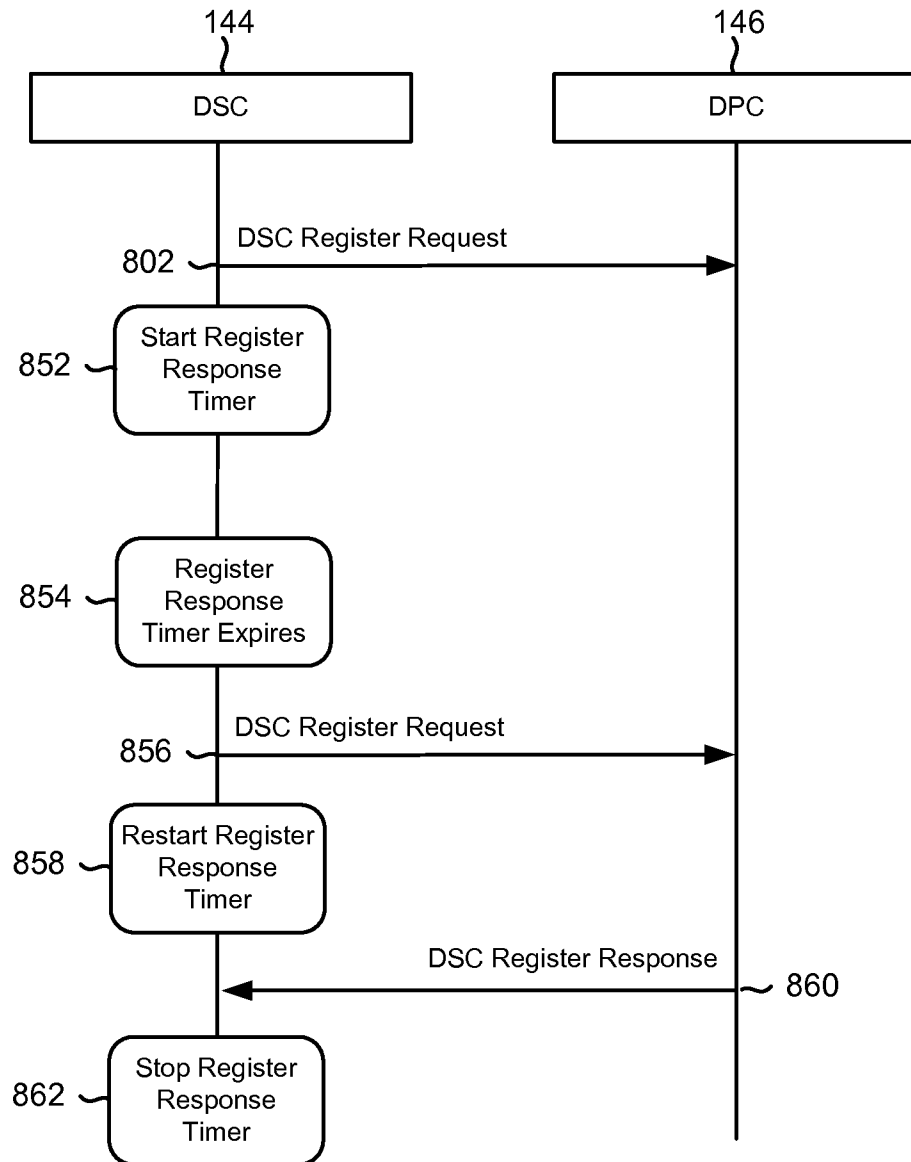 144
146
DSC
DPC
DSC Register Request
802
Start Register
Response
Timer
852
Register
Response
Timer Expires
854
DSC Register Request
856
Restart Register
Response
Timer
858
DSC Register Response
860
Stop Register
Response
Timer
862